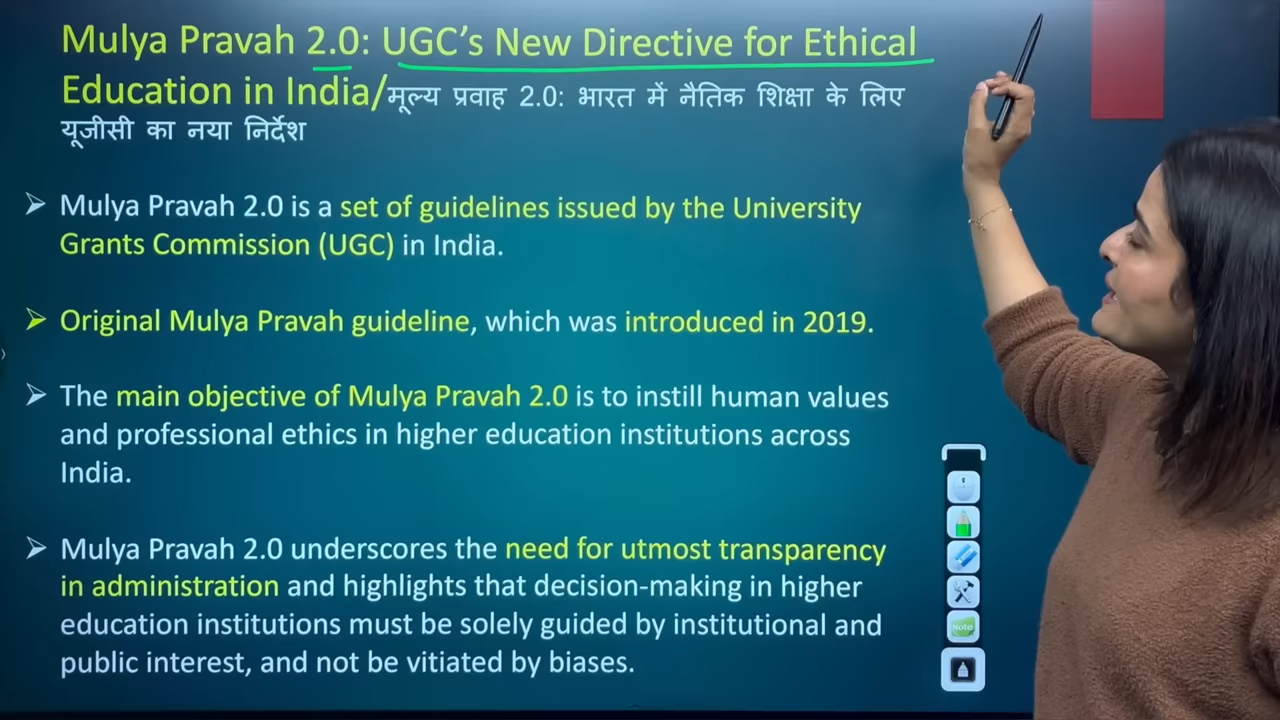 Mulya Pravah 2.0: UGC’s New Directive for Ethical
Education in India/मूल्य प्रवाह 2.0: भारत में नैतिक शिक्षा के लिए
यूजीसी का नया निर्देश
➢ Mulya Pravah 2.0 is a set of guidelines issued by the University
Grants Commission (UGC) in India.
➢ Original Mulya Pravah guideline, which was introduced in 2019.
➢ The main objective of Mulya Pravah 2.0 is to instill human values
and professional ethics in higher education institutions across
India.
➢ Mulya Pravah 2.0 underscores the need for utmost transparency
in administration and highlights that decision-making in higher
education institutions must be solely guided by institutional and
public interest, and not be vitiated by biases.
Note